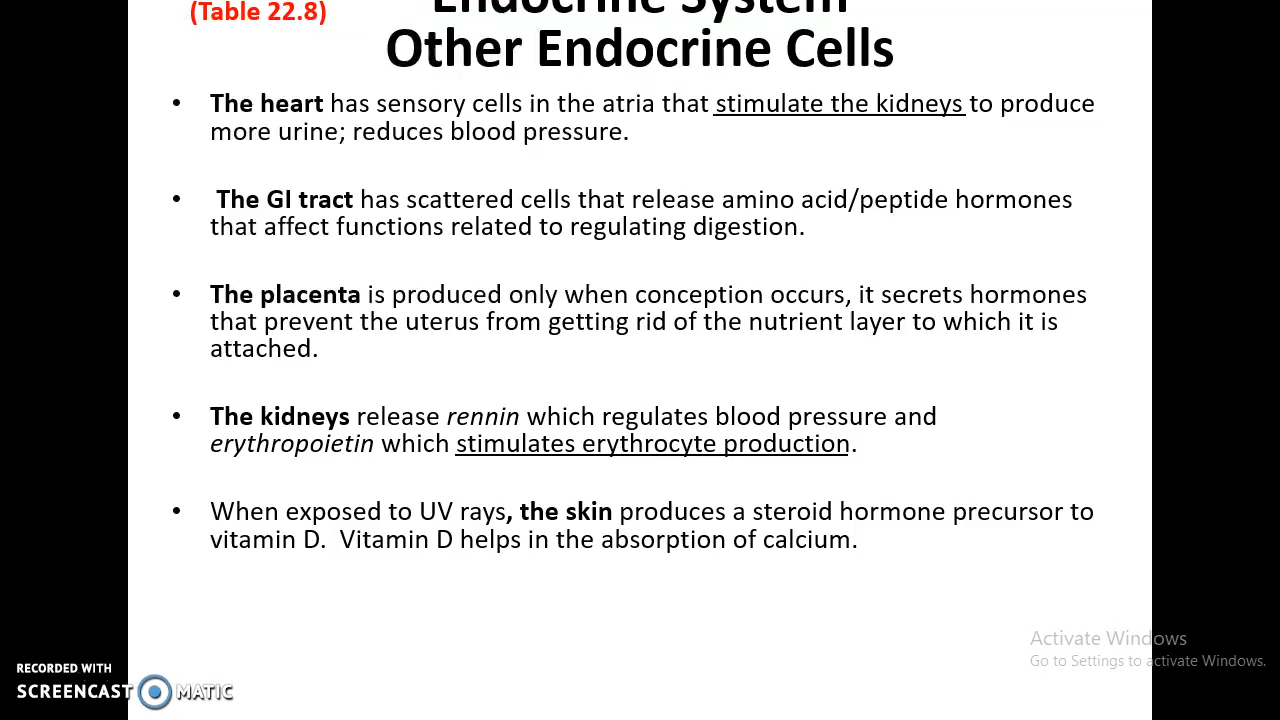 (Table 22.8)
Endocrine System
Other Endocrine Cells
• The heart has sensory cells in the atria that stimulate the kidneys to produce
more urine; reduces blood pressure.
• The GI tract has scattered cells that release amino acid/peptide hormones
that affect functions related to regulating digestion.
• The placenta is produced only when conception occurs, it secrets hormones
that prevent the uterus from getting rid of the nutrient layer to which it is
attached.
• The kidneys release rennin which regulates blood pressure and
erythropoietin which stimulates erythrocyte production.
• When exposed to UV rays, the skin produces a steroid hormone precursor to
vitamin D.  Vitamin D helps in the absorption of calcium.
Activate Windows
Go to Settings to activate Windows.
RECORDED WITH
SCREENCAST MATIC